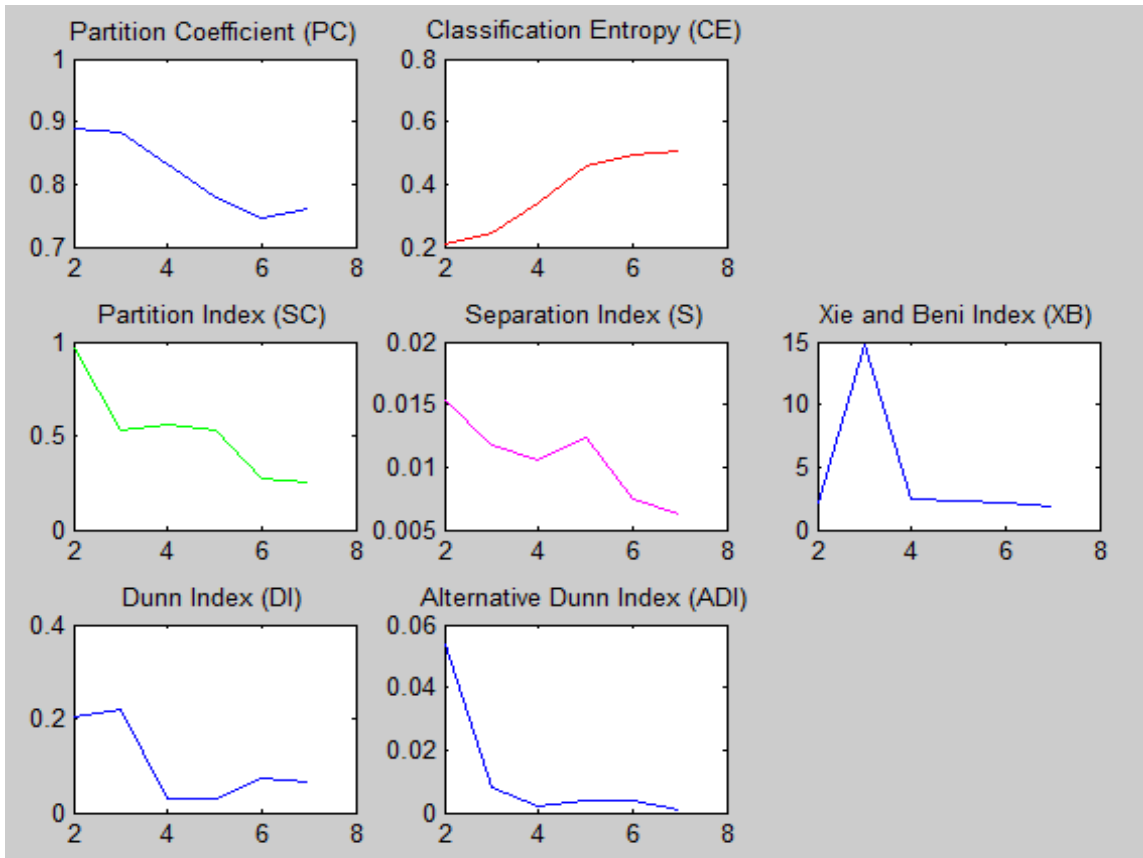 Partition Coefficient (PC)
1
0.9
0.8
0.7
2 4 6 8
Classification Entropy (CE)
0.8
0.6
0.4
0.2
2 4 6 8
Partition Index (SC)
1
0.5
0
2 4 6 8
Separation Index (S)
0.02
0.015
0.01
0.005
2 4 6 8
Xie and Beni Index (XB)
15
10
5
0
2 4 6 8
Dunn Index (DI)
0.4
0.2
0
2 4 6 8
Alternative Dunn Index (ADI)
0.06
0.04
0.02
0
2 4 6 8